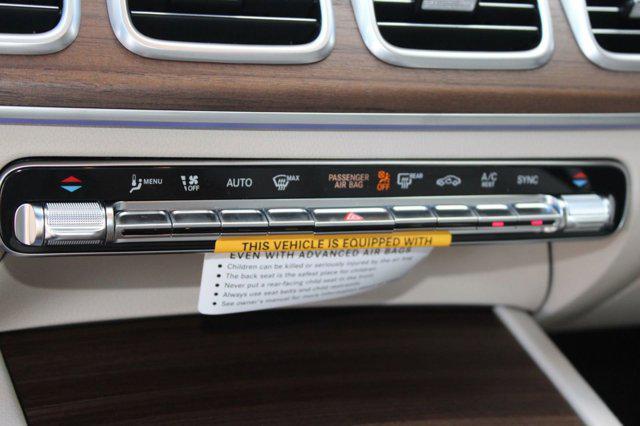 MENU
OFF
AUTO
MAX
PASSENGER
AIR BAG
OFF
REAR
A/C
REST
SYNC
THIS VEHICLE IS EQUIPPED WITH
EVEN WITH ADVANCED AIR BAGS
• Children can be killed or seriously injured by the air bag
• The back seat is the safest place for children.
• Never put a rear-facing child seat in the front.
• Always use seat belts and child restraints.
• See owner's manual for more information